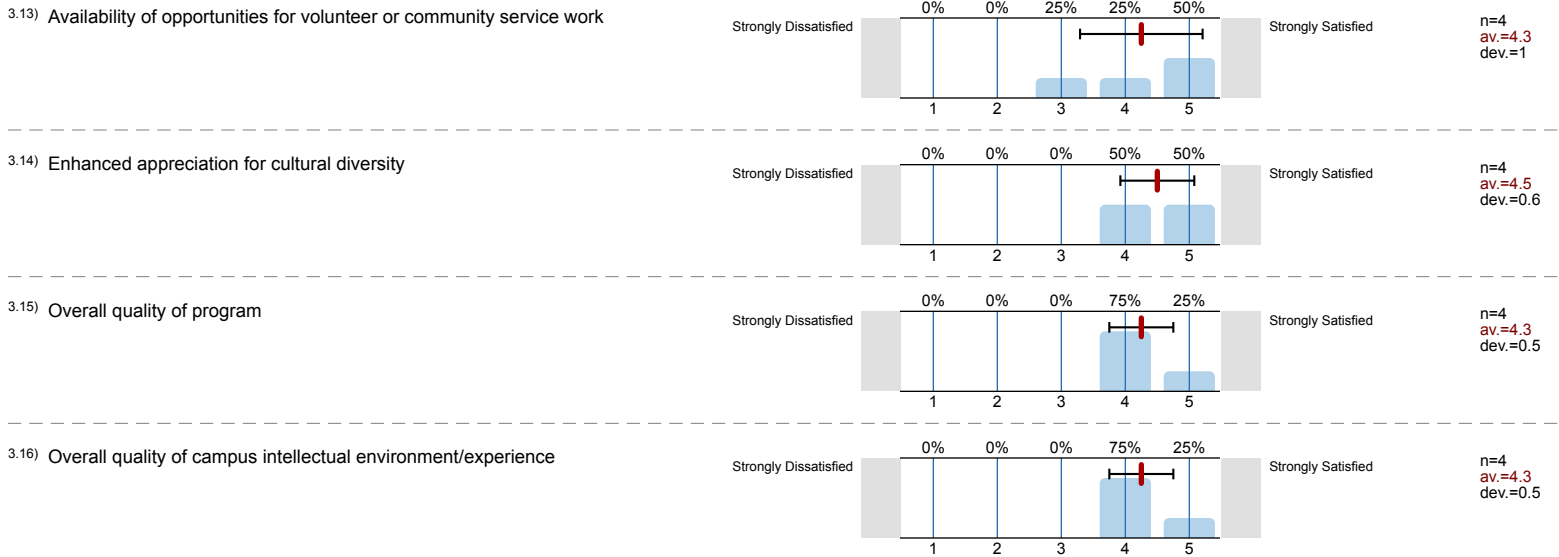 3.13) Availability of opportunities for volunteer or community service work
0% 0% 25% 25% 50%
Strongly Dissatisfied Strongly Satisfied
n=4
av.=4.3
dev.=1
1 2 3 4 5
3.14) Enhanced appreciation for cultural diversity
0% 0% 0% 50% 50%
Strongly Dissatisfied Strongly Satisfied
n=4
av.=4.5
dev.=0.6
1 2 3 4 5
3.15) Overall quality of program
0% 0% 0% 75% 25%
Strongly Dissatisfied Strongly Satisfied
n=4
av.=4.3
dev.=0.5
1 2 3 4 5
3.16) Overall quality of campus intellectual environment/experience
0% 0% 0% 75% 25%
Strongly Dissatisfied Strongly Satisfied
n=4
av.=4.3
dev.=0.5
1 2 3 4 5